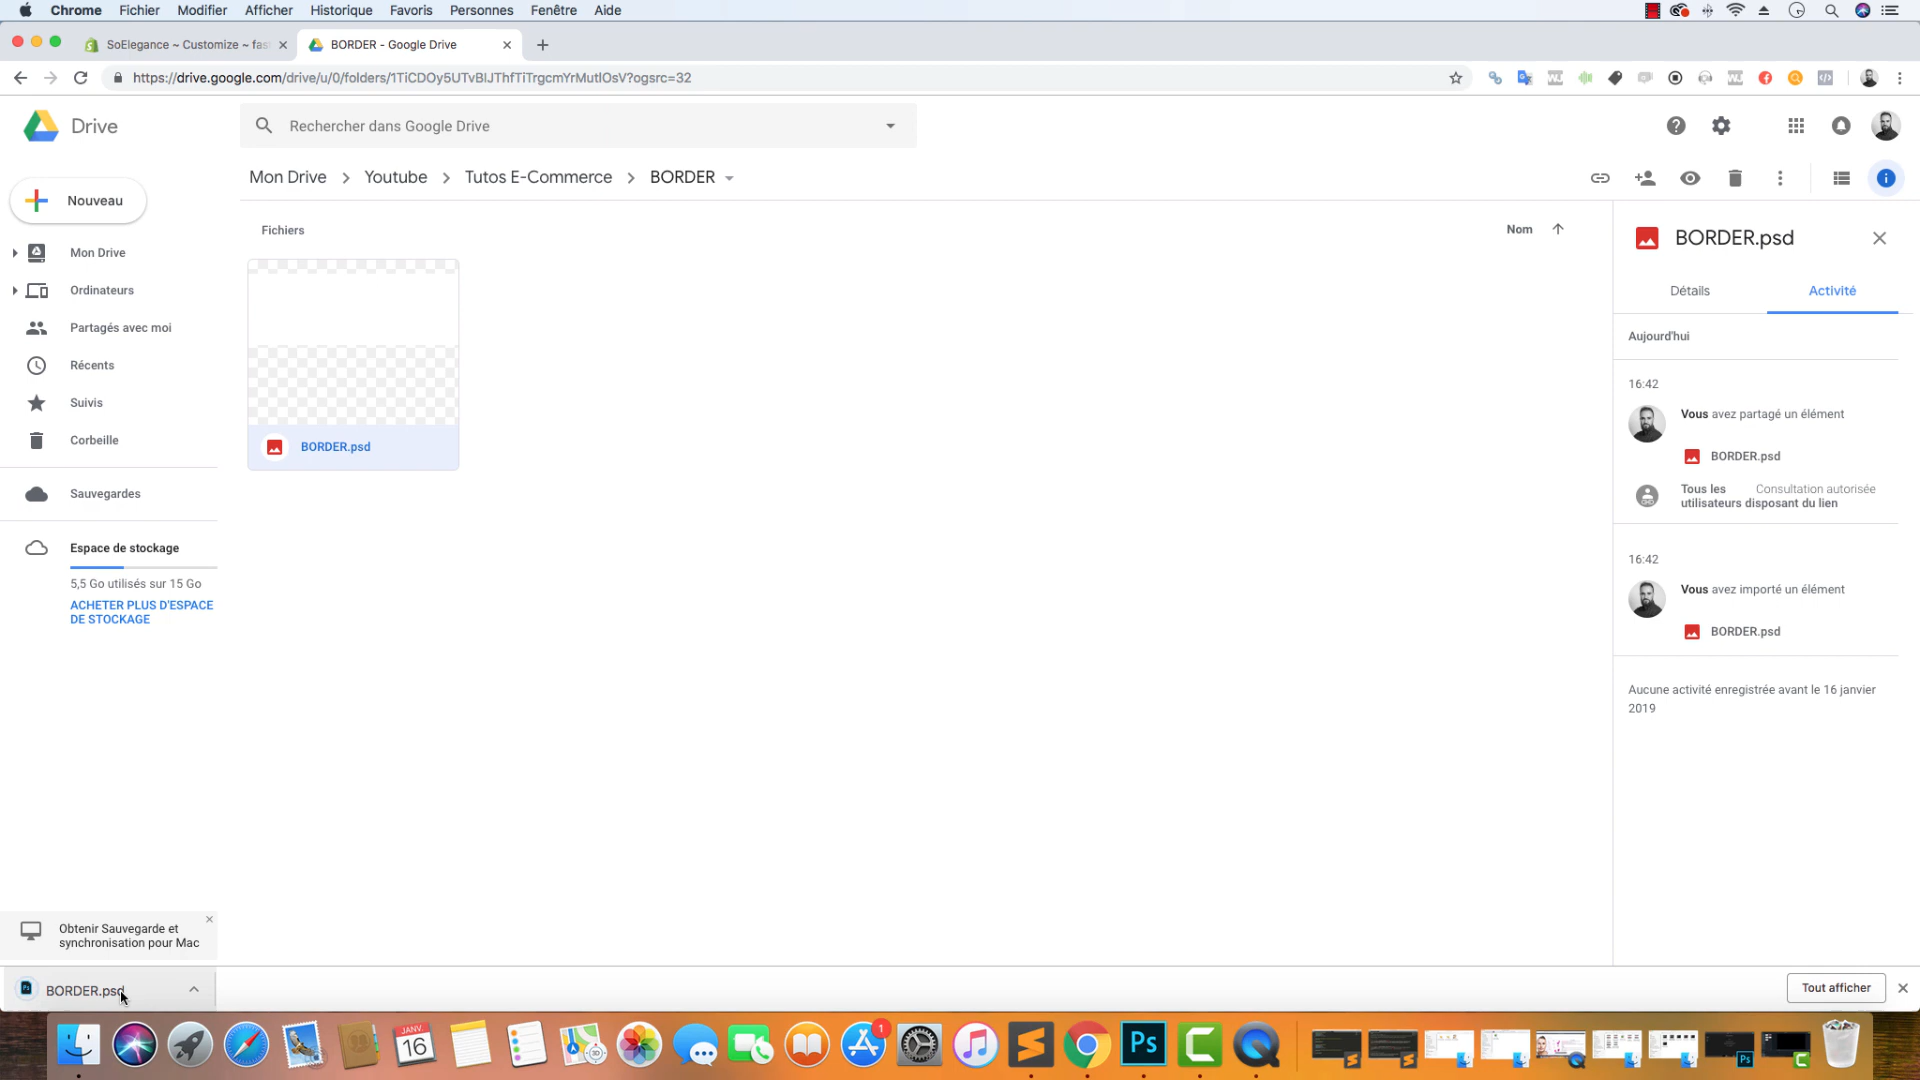 Chrome Fichier Modifier Afficher Historique Favoris Personnes Fenêtre Aide
SoElegance ~ Customize ~ fas
BORDER - Google Drive
https://drive.google.com/drive/u/0/folders/1TiCDOy5UTvBlJThfTiTrgcmYrMutlOsV?ogsrc=32
Drive
Rechercher dans Google Drive
Mon Drive > Youtube > Tutos E-Commerce > BORDER
Nouveau
Fichiers
Nom
BORDER.psd
Mon Drive
Ordinateurs
Partagés avec moi
Récents
Suivis
Corbeille
Sauvegardes
Espace de stockage
5,5 Go utilisés sur 15 Go
ACHETER PLUS D'ESPACE
DE STOCKAGE
BORDER.psd
Détails
Activité
Aujourd'hui
16:42
Vous avez partagé un élément
BORDER.psd
Tous les Consultation autorisée
utilisateurs disposant du lien
16:42
Vous avez importé un élément
BORDER.psd
Aucune activité enregistrée avant le 16 janvier
2019
Obtenir Sauvegarde et
synchronisation pour Mac
BORDER.psd
Tout afficher
JANV.
16
1
Ps